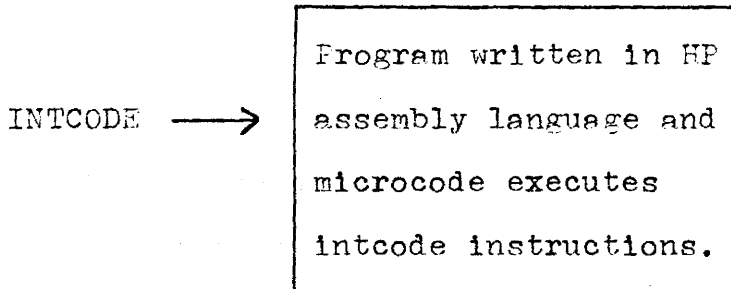 Program written in HP
INTCODE → assembly language and
microcode executes
intcode instructions.